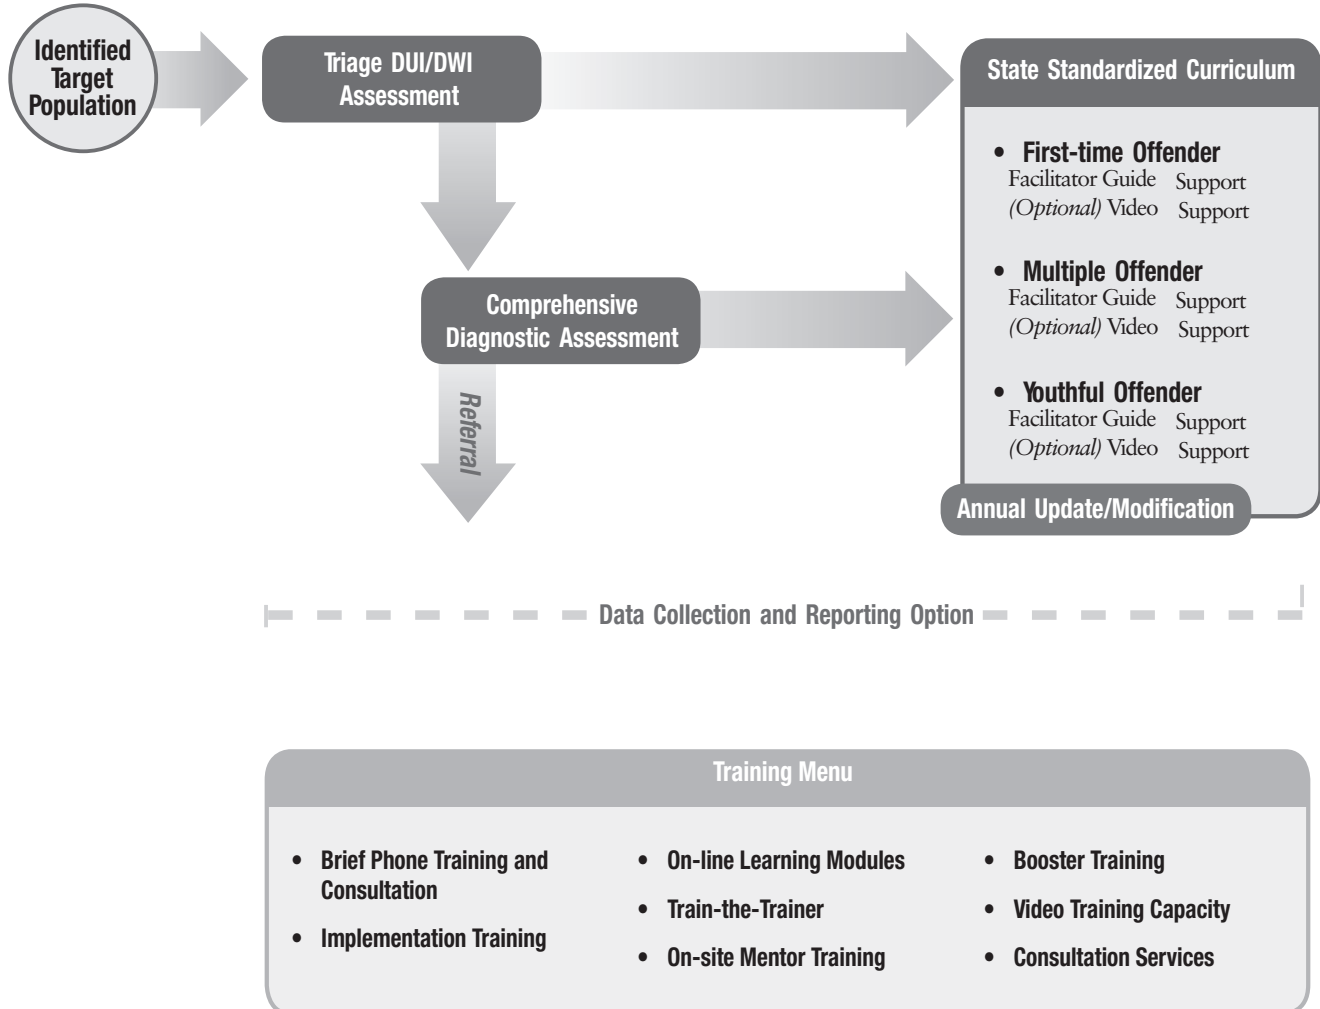 Identified
Target
Population
Triage DUI/DWI
Assessment
State Standardized Curriculum
• First-time Offender
Facilitator Guide Support
(Optional) Video Support
• Multiple Offender
Facilitator Guide Support
(Optional) Video Support
• Youthful Offender
Facilitator Guide Support
(Optional) Video Support
Annual Update/Modification
Comprehensive
Diagnostic Assessment
Referral
Data Collection and Reporting Option
Training Menu
• Brief Phone Training and
Consultation
• Implementation Training
• On-line Learning Modules
• Train-the-Trainer
• On-site Mentor Training
• Booster Training
• Video Training Capacity
• Consultation Services